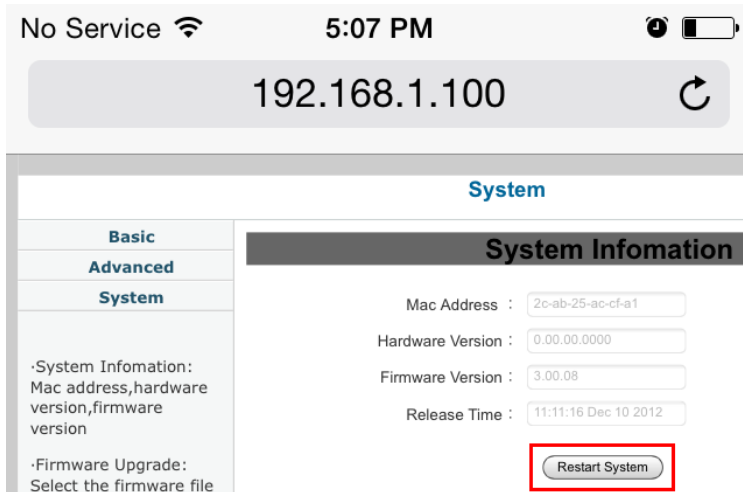 No Service 5:07 PM
192.168.1.100
System
Basic
Advanced
System
·System Infomation:
Mac address,hardware
version,firmware
version
·Firmware Upgrade:
Select the firmware file
System Infomation
Mac Address : 2c-ab-25-ac-cf-a1
Hardware Version : 0.00.00.0000
Firmware Version : 3.00.08
Release Time : 11:11:16 Dec 10 2012
Restart System